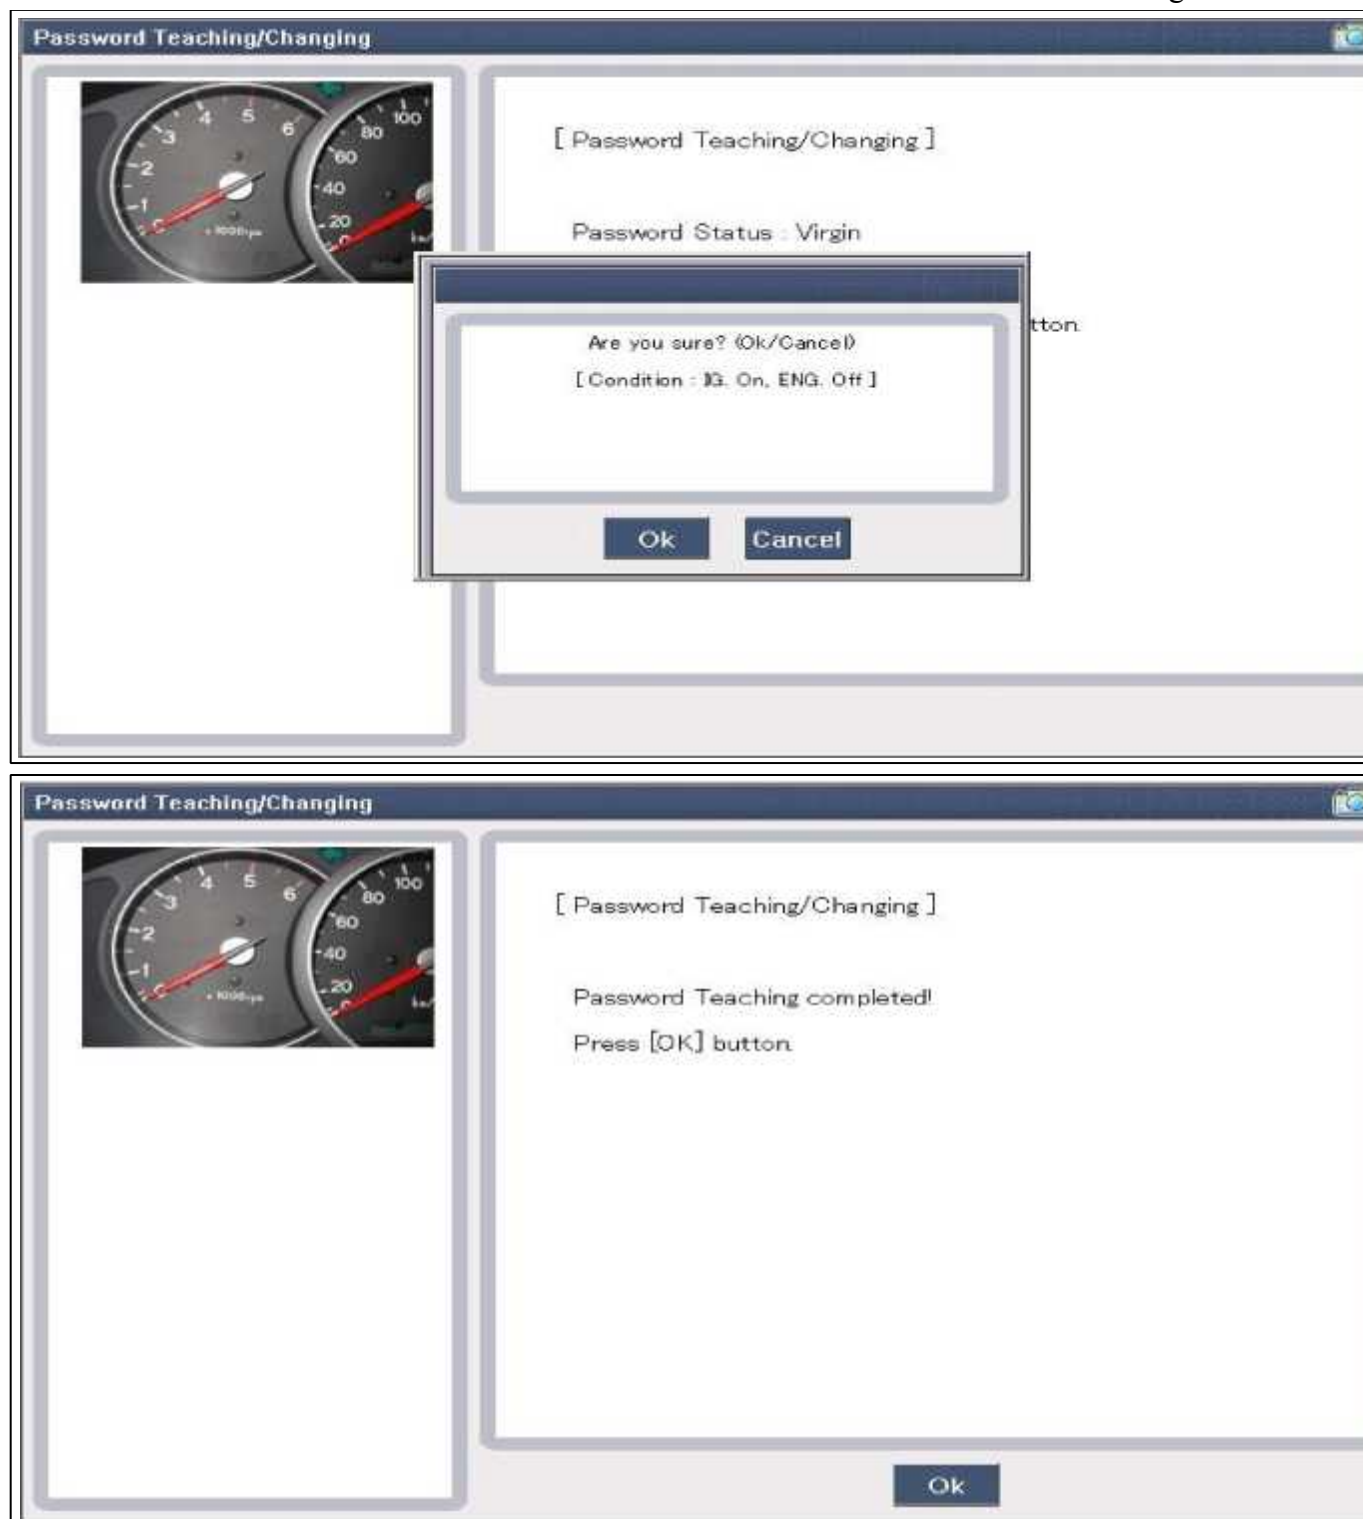 Password Teaching/Changing
[ Password Teaching/Changing ]
Password Status : Virgin
tton.
Are you sure? (Ok/Cancel)
[ Condition : IG. On, ENG. Off ]
Ok
Cancel
Password Teaching/Changing
[ Password Teaching/Changing ]
Password Teaching completed!
Press [OK] button.
Ok